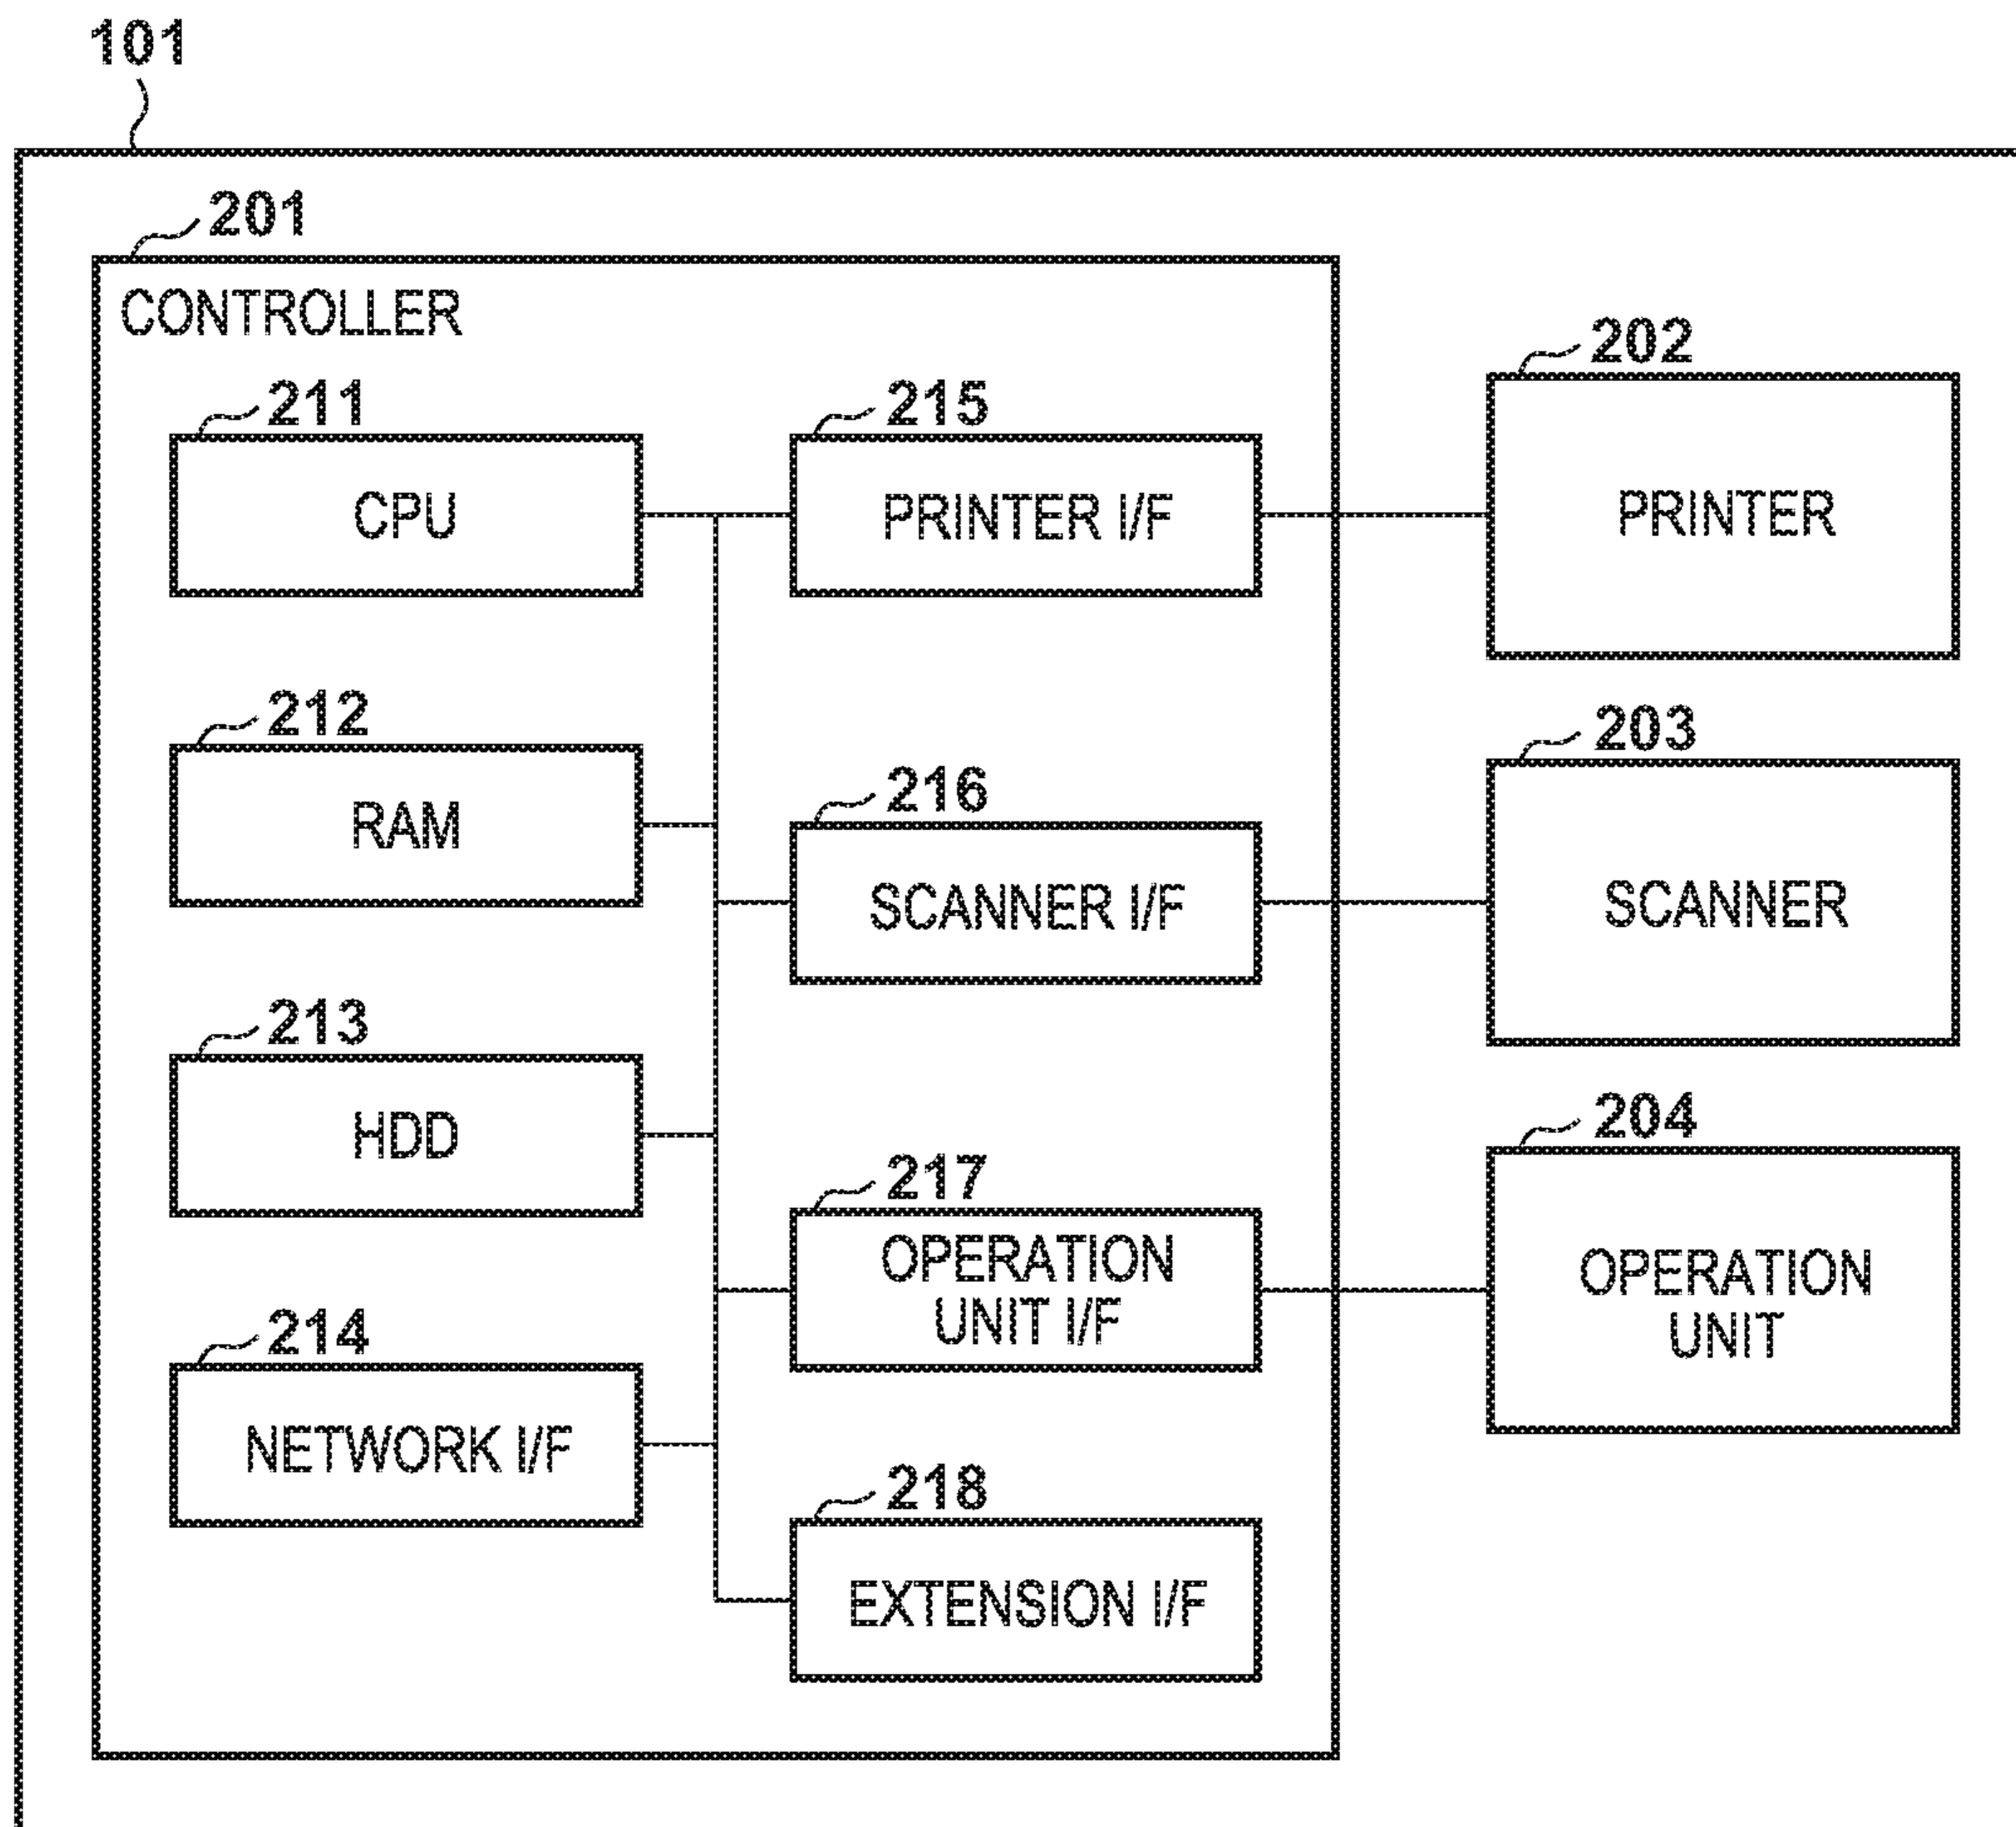 101
201
CONTROLLER
202
211
215
CPU
PRINTER I/F
PRINTER
212
203
216
RAM
SCANNER I/F
SCANNER
213
204
HDD
217
OPERATION
UNIT I/F
OPERATION
UNIT
214
NETWORK I/F
218
EXTENSION I/F